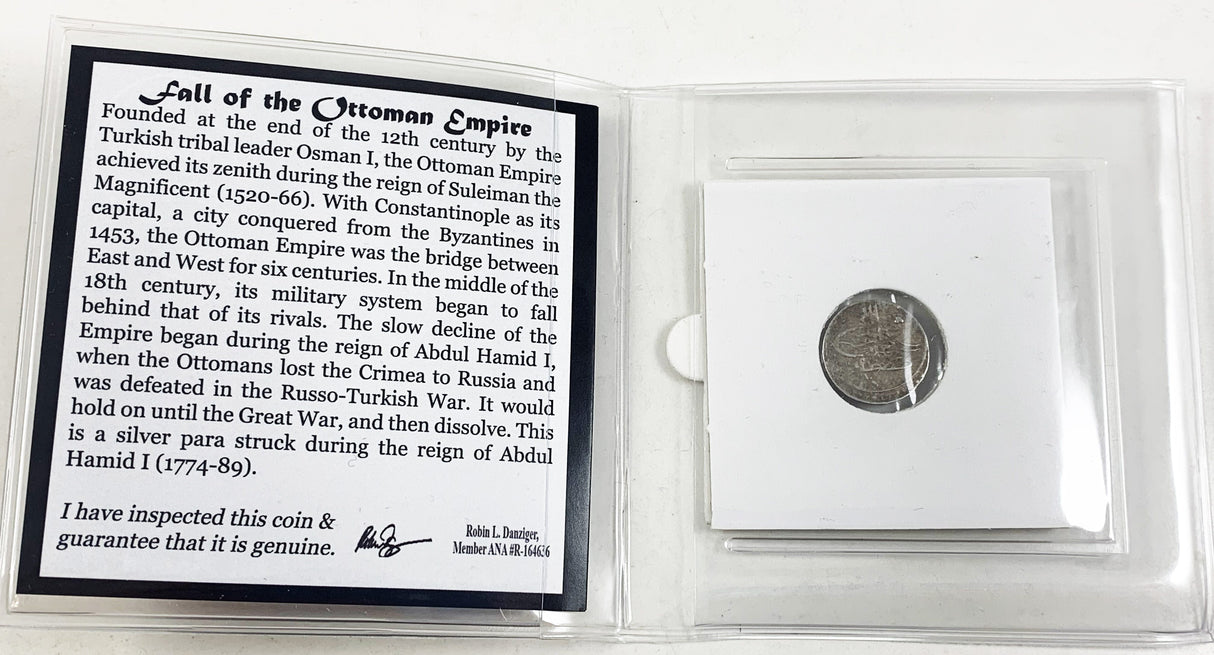 Fall of the Ottoman Empire
Founded at the end of the 12th century by the
Turkish tribal leader Osman I, the Ottoman Empire
achieved its zenith during the reign of Suleiman the
Magnificent (1520-66). With Constantinople as its
capital, a city conquered from the Byzantines in
1453, the Ottoman Empire was the bridge between
East and West for six centuries. In the middle of the
18th century, its military system began to fall
behind that of its rivals. The slow decline of the
Empire began during the reign of Abdul Hamid I,
when the Ottomans lost the Crimea to Russia and
was defeated in the Russo-Turkish War. It would
hold on until the Great War, and then dissolve. This
is a silver para struck during the reign of Abdul
Hamid I (1774-89).
I have inspected this coin &
guarantee that it is genuine.
Robin L. Danziger,
Member ANA #R-164636